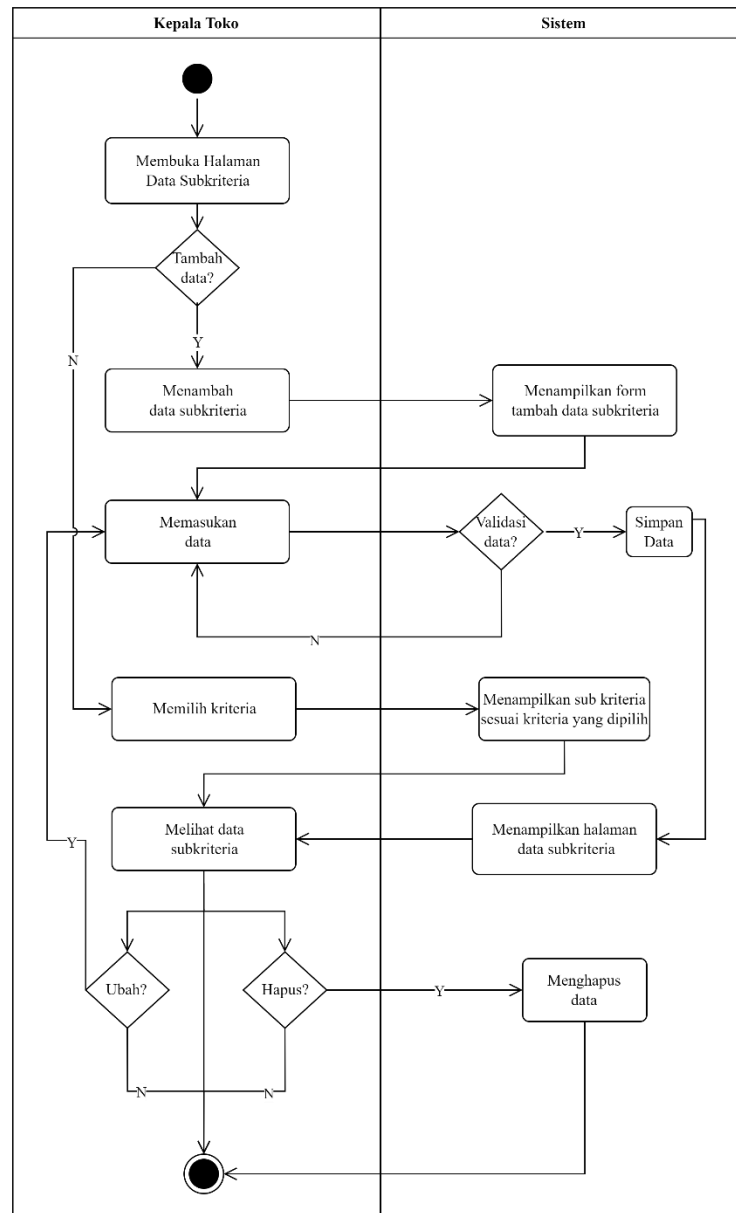 Kepala Toko
Sistem
Membuka Halaman
Data Subkriteria
Tambah
data?
N
Y
Menambah
data subkriteria
Menampilkan form
tambah data subkriteria
Memasukan
data
Validasi
data?
Y
Simpan
Data
N
Memilih kriteria
Menampilkan sub kriteria
sesuai kriteria yang dipilih
Melihat data
subkriteria
Menampilkan halaman
data subkriteria
Y
Ubah?
Hapus?
Y
Menghapus
data
N
N